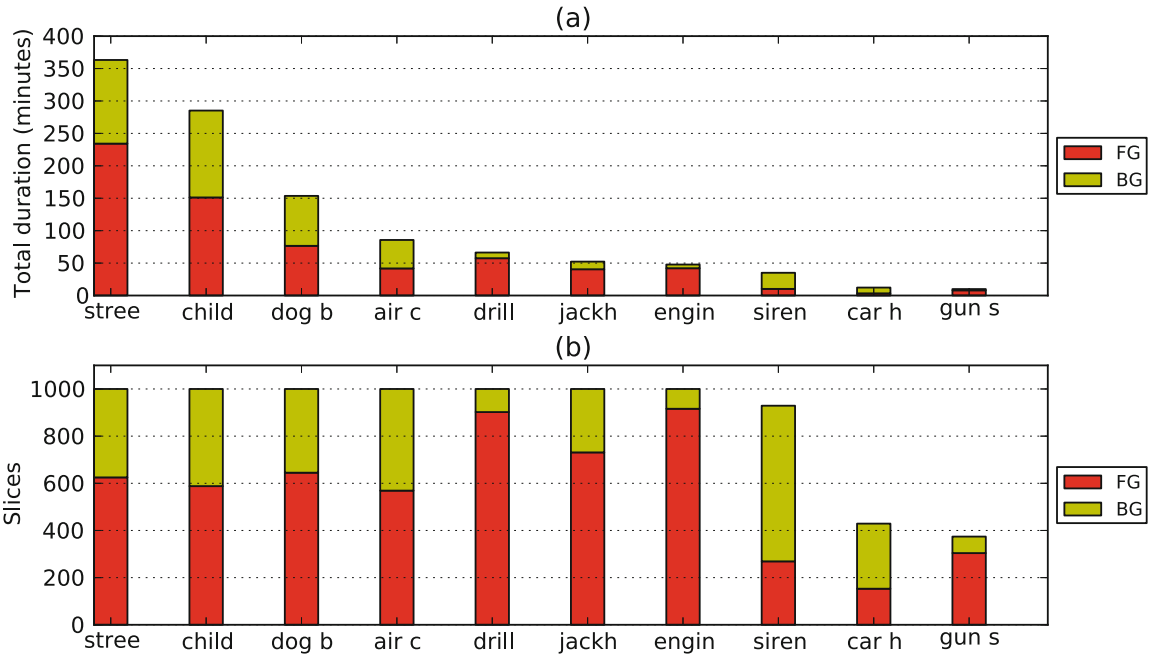 (a)
Total duration (minutes)
400
350
300
250
200
150
100
50
0
stree child dog b air c drill jackh engin siren car h gun s
FG
BG
(b)
Slices
1000
800
600
400
200
0
stree child dog b air c drill jackh engin siren car h gun s
FG
BG